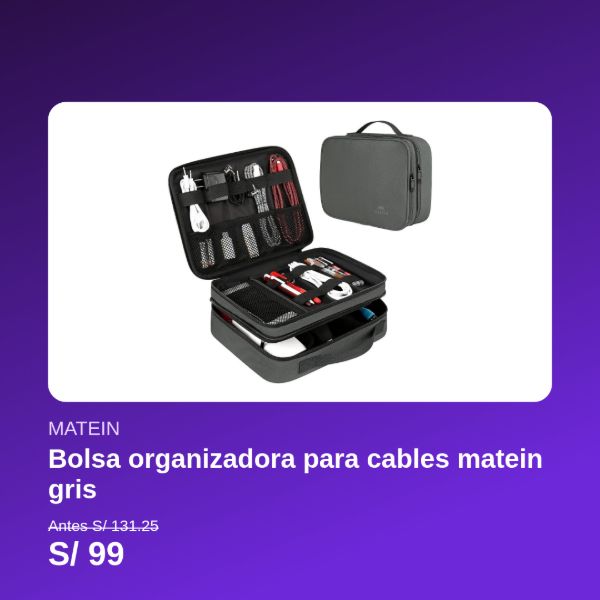 MATEIN
Bolsa organizadora para cables matein
gris
Antes S/ 131.25
S/ 99